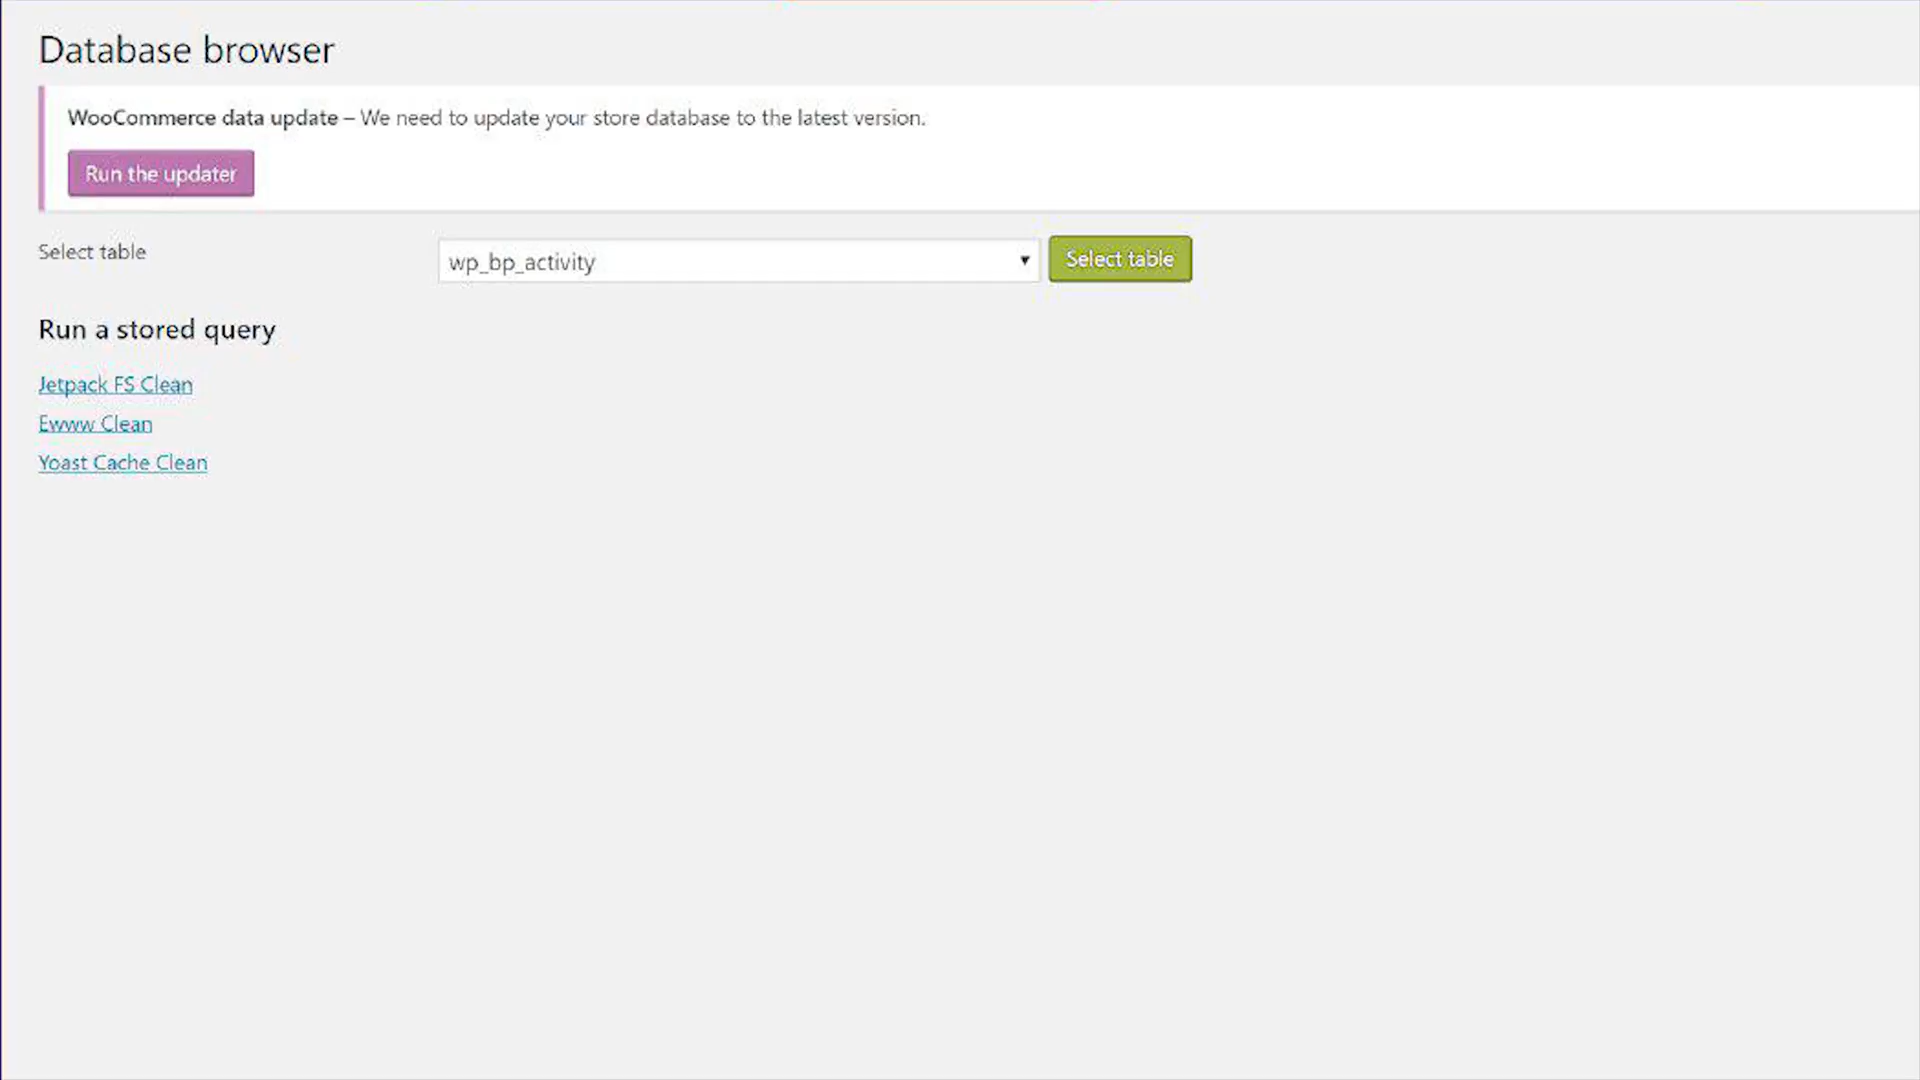 Database browser
WooCommerce data update – We need to update your store database to the latest version.
Run the updater
Select table
wp_bp_activity
Select table
Run a stored query
Jetpack FS Clean
Ewww Clean
Yoast Cache Clean